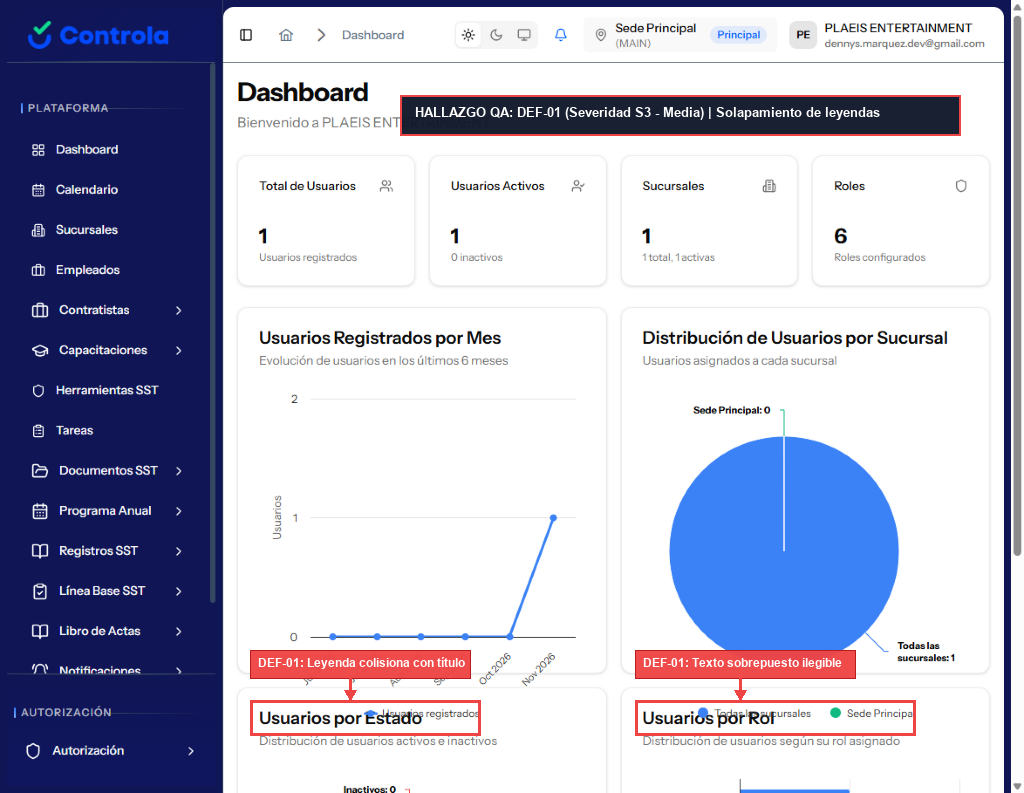 Controla
PLATAFORMA
Dashboard
Calendario
Sucursales
Empleados
Contratistas
Capacitaciones
Herramientas SST
Tareas
Documentos SST
Programa Anual
Registros SST
Línea Base SST
Libro de Actas
Notificaciones
AUTORIZACIÓN
Autorización
Dashboard
Sede Principal
(MAIN)
Principal
PE
PLAEIS ENTERTAINMENT
dennys.marquez.dev@gmail.com
Dashboard
Bienvenido a PLAEIS
HALLAZGO QA: DEF-01 (Severidad S3 - Media) | Solapamiento de leyendas
Total de Usuarios
1
Usuarios registrados
Usuarios Activos
1
0 inactivos
Sucursales
1
1 total, 1 activas
Roles
6
Roles configurados
Usuarios Registrados por Mes
Evolución de usuarios en los últimos 6 meses
2
Usuarios
1
0
Oct 2026
Nov 2026
DEF-01: Leyenda colisiona con título
Usuarios por Estado
Usuarios registrados
Distribución de usuarios activos e inactivos
Inactivos: 0
Distribución de Usuarios por Sucursal
Usuarios asignados a cada sucursal
Sede Principal: 0
Todas las
sucursales: 1
DEF-01: Texto sobrepuesto ilegible
Usuarios por Rol
Todas las sucursales
Sede Principal
Distribución de usuarios según su rol asignado